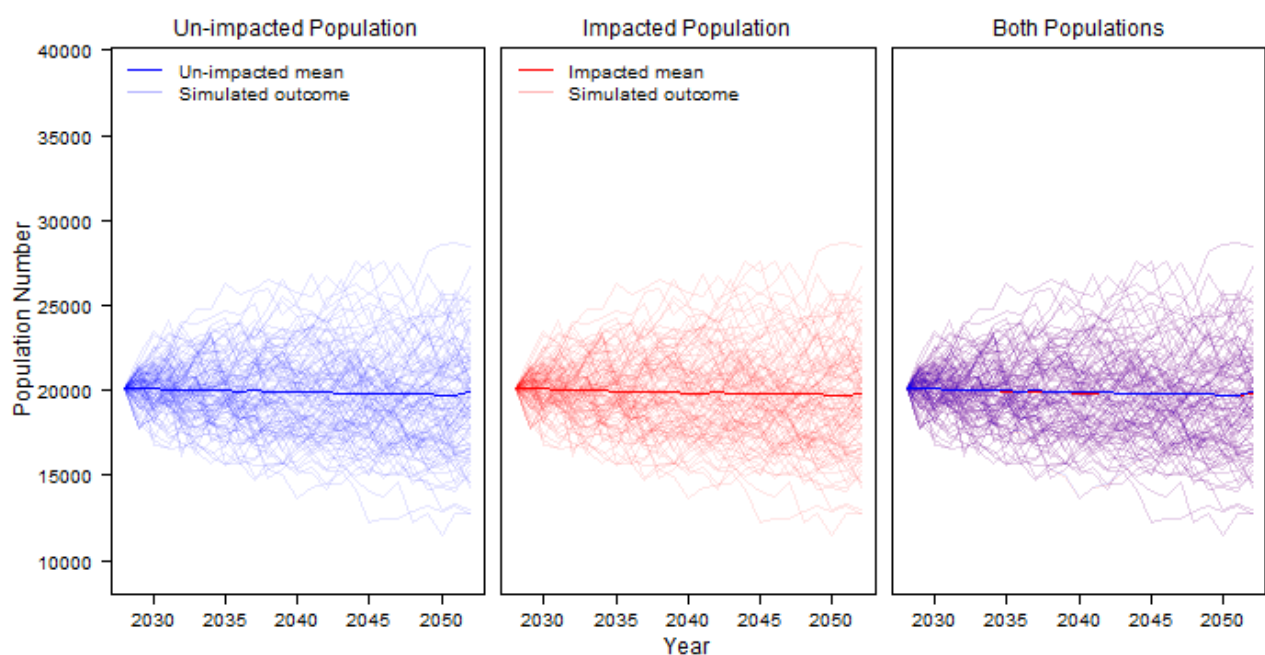 Un-impacted Population
Impacted Population
Both Populations
Un-impacted mean
Simulated outcome
Impacted mean
Simulated outcome
Population Number
40000
35000
30000
25000
20000
15000
10000
2030 2035 2040 2045 2050
2030 2035 2040 2045 2050
2030 2035 2040 2045 2050
Year